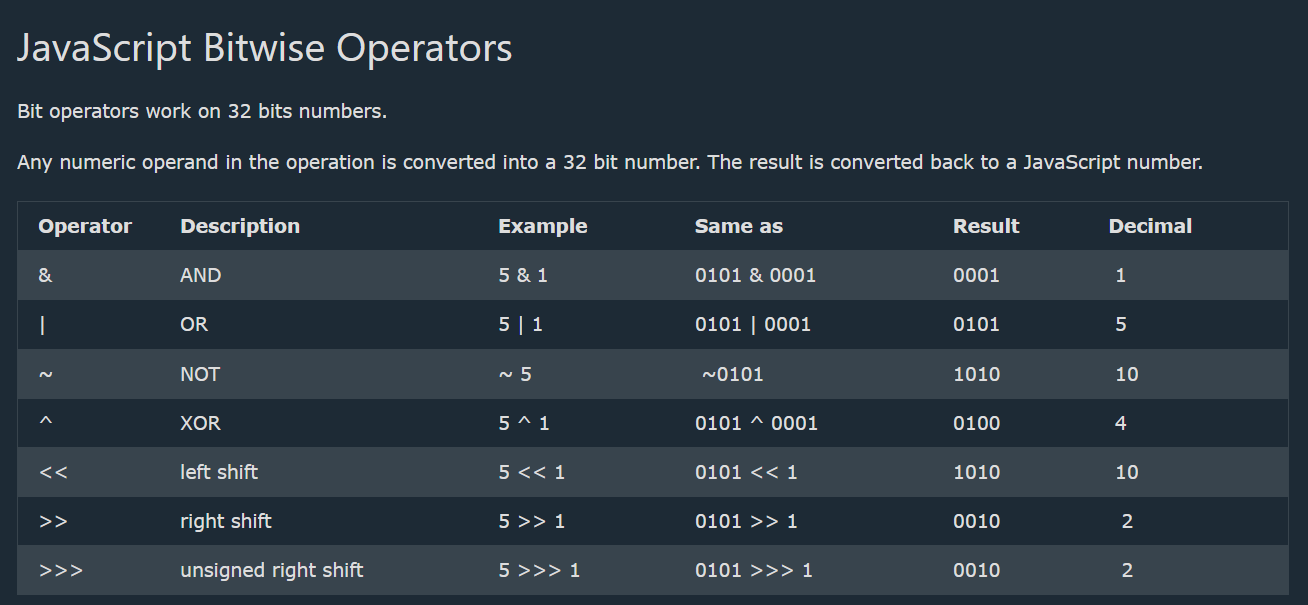 JavaScript Bitwise Operators
Bit operators work on 32 bits numbers.
Any numeric operand in the operation is converted into a 32 bit number. The result is converted back to a JavaScript number.
Operator Description Example Same as Result Decimal
& AND 5 & 1 0101 & 0001 0001 1
| OR 5 | 1 0101 | 0001 0101 5
~ NOT ~ 5 ~0101 1010 10
^ XOR 5 ^ 1 0101 ^ 0001 0100 4
<< left shift 5 << 1 0101 << 1 1010 10
>> right shift 5 >> 1 0101 >> 1 0010 2
>>> unsigned right shift 5 >>> 1 0101 >>> 1 0010 2